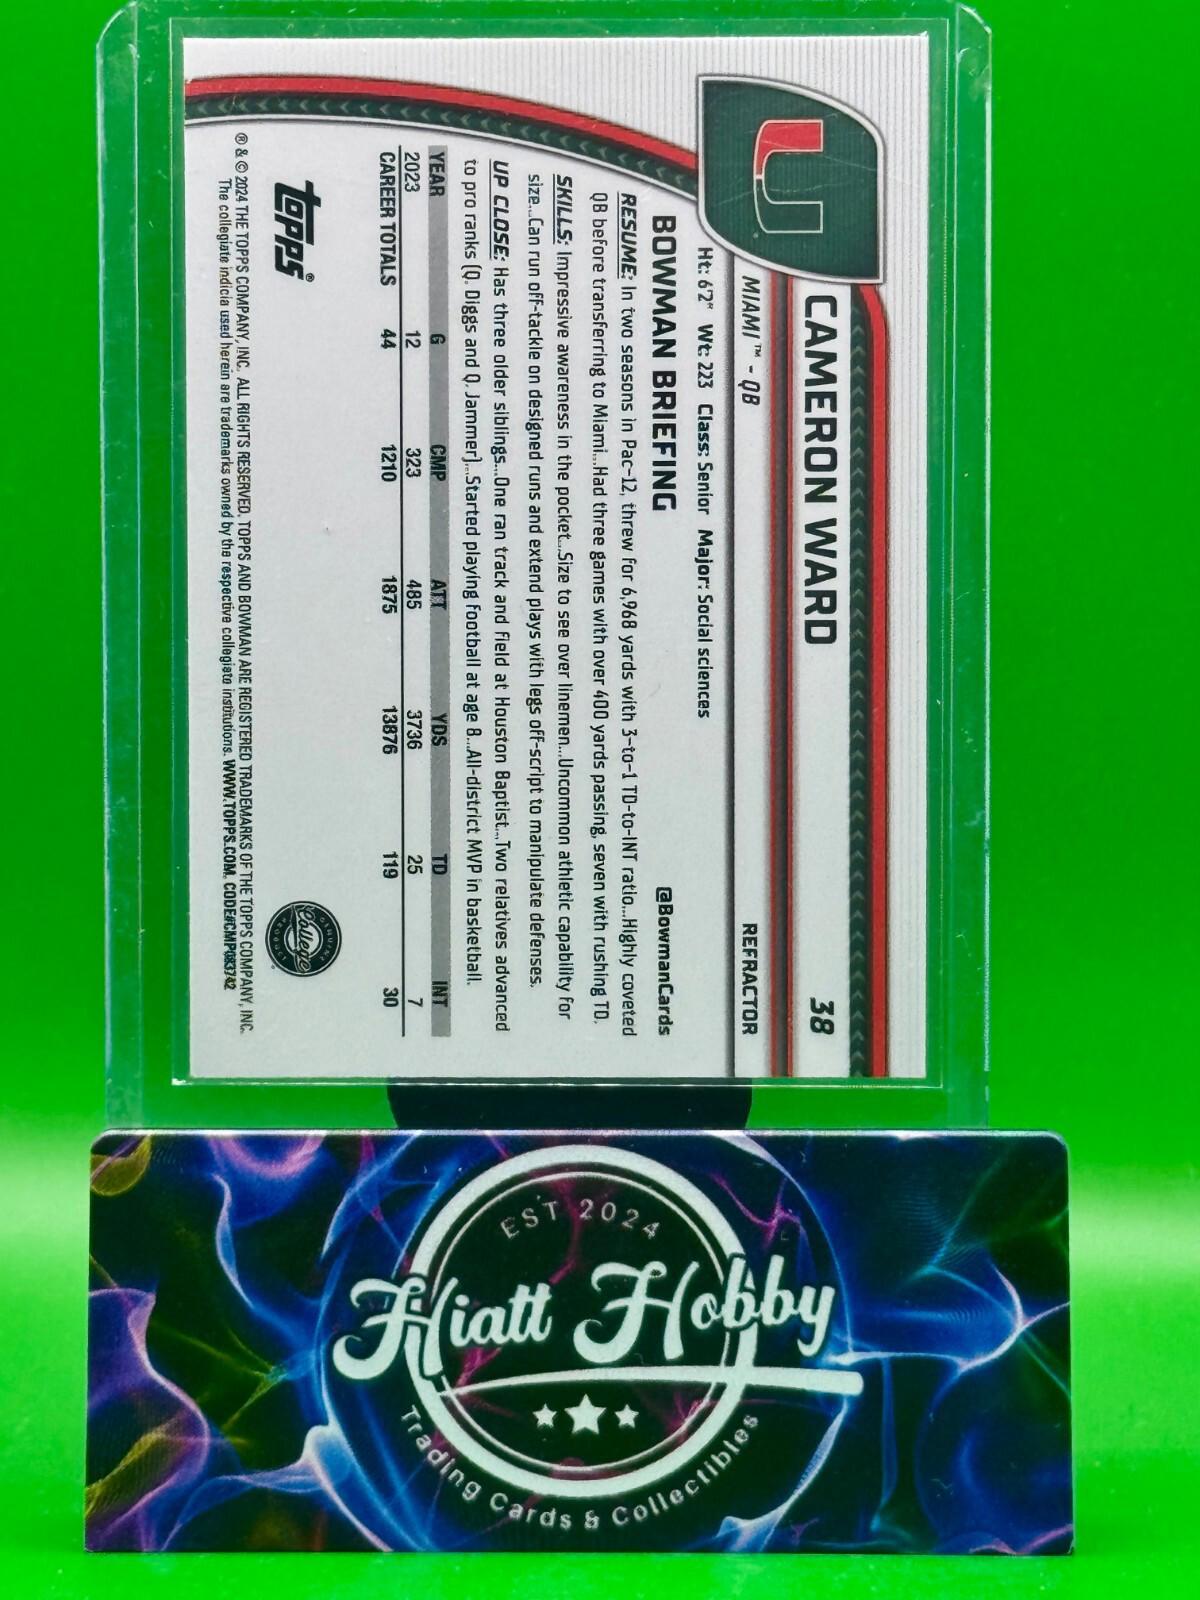 CAMERON WARD 38
MIAMI™ - QB REFRACTOR
Ht: 6'2" Wt: 223 Class: Senior Major: Social sciences
BOWMAN BRIEFING @BowmanCards
RESUME: In two seasons in Pac-12, threw for 6,968 yards with 3-to-1 TD-to-INT ratio...Highly coveted
QB before transferring to Miami...Had three games with over 400 yards passing, seven with rushing TD.
SKILLS: Impressive awareness in the pocket...Size to see over linemen...Uncommon athletic capability for
size...Can run off-tackle on designed runs and extend plays with legs off-script to manipulate defenses.
UP CLOSE: Has three older siblings...One ran track and field at Houston Baptist...Two relatives advanced
to pro ranks (Q. Diggs and Q. Jammer)...Started playing football at age 8...All-district MVP in basketball.
YEAR G CMP ATT YDS TD INT
2023 12 323 485 3736 25 7
CAREER TOTALS 44 1210 1875 13876 119 30
topps®
GENUINE
College
PRODUCT
® & © 2024 THE TOPPS COMPANY, INC. ALL RIGHTS RESERVED. TOPPS AND BOWMAN ARE REGISTERED TRADEMARKS OF THE TOPPS COMPANY, INC.
The collegiate indicia used herein are trademarks owned by the respective collegiate institutions. WWW.TOPPS.COM. CODE#CMP083742
EST 2024
Hiatt Hobby
Trading Cards & Collectibles